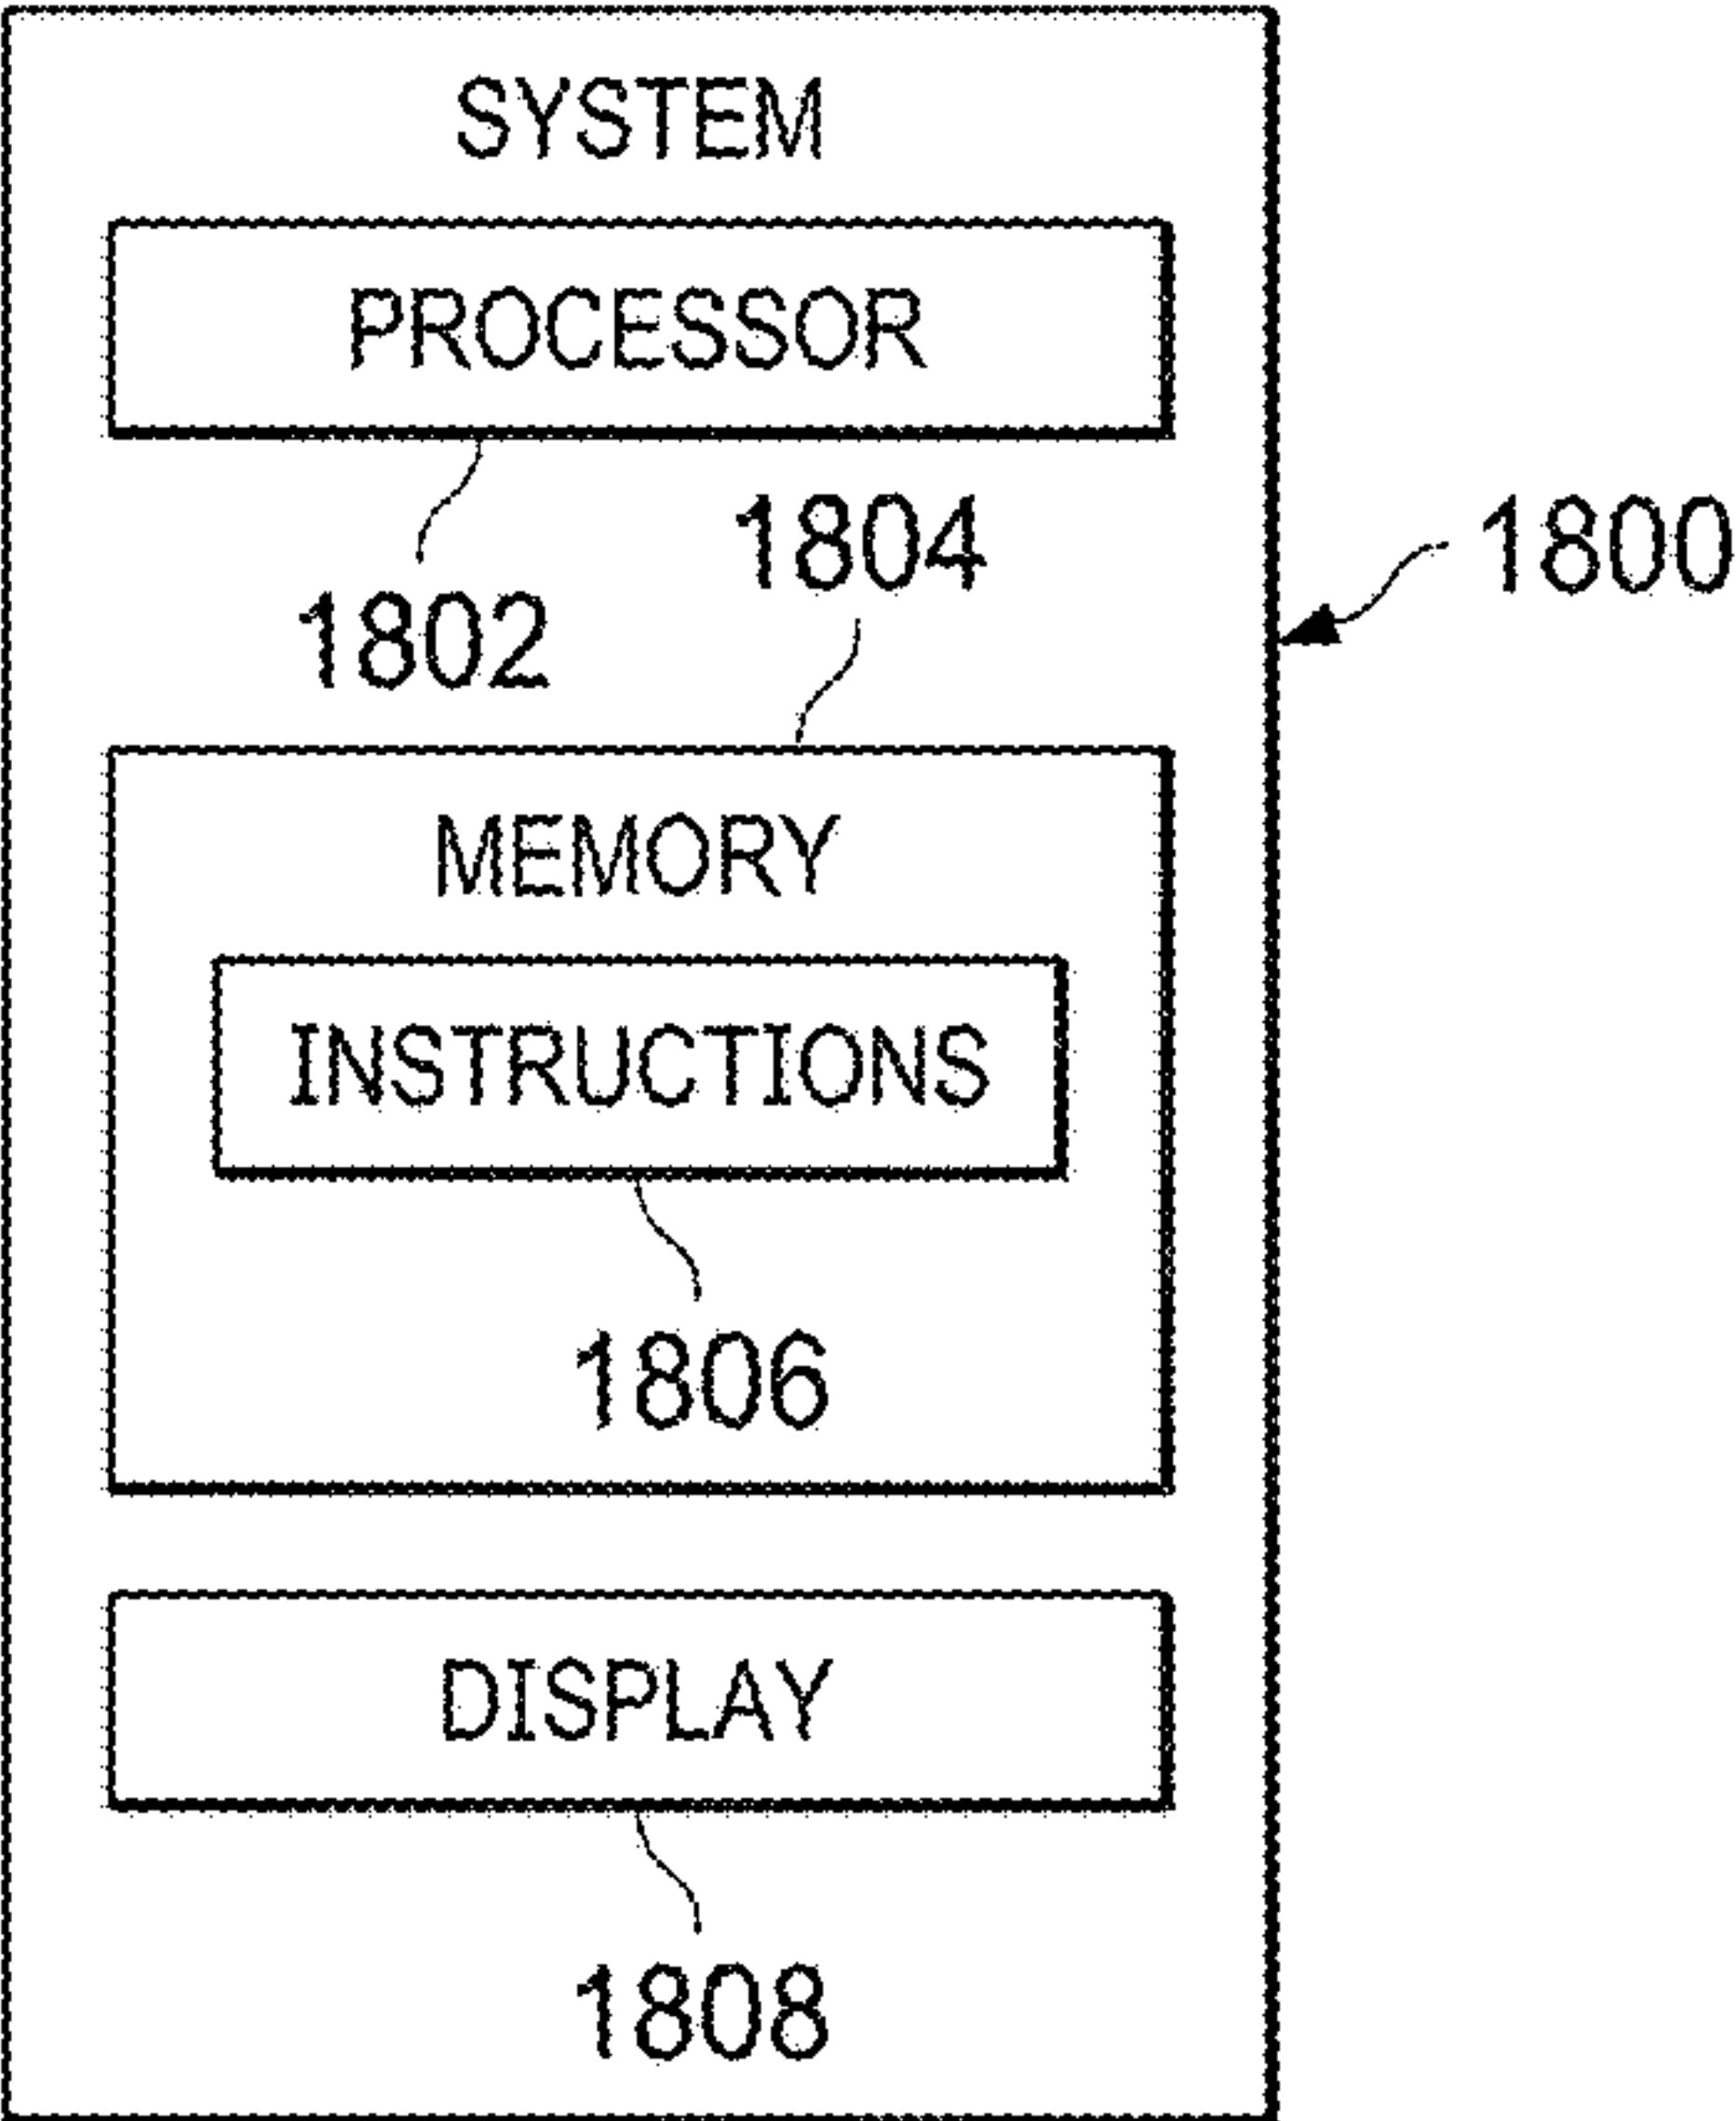 SYSTEM
PROCESSOR
1804
1800
1802
MEMORY
INSTRUCTIONS
1806
DISPLAY
1808